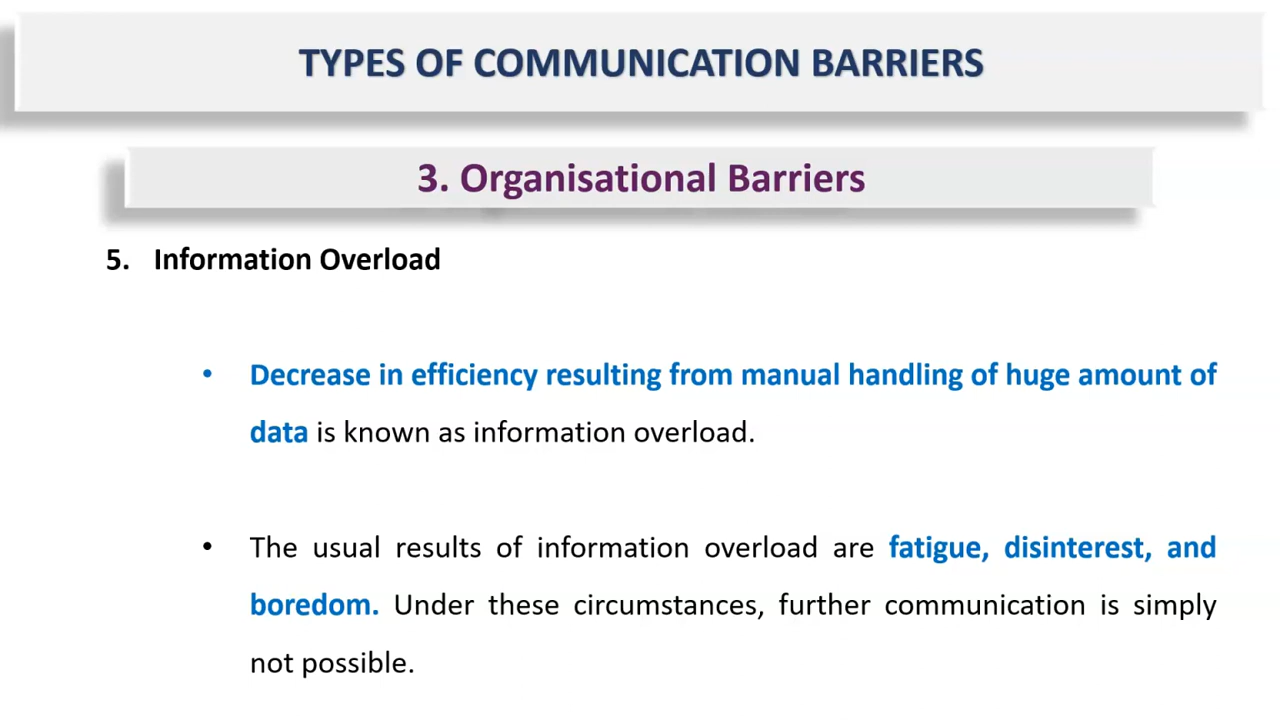 TYPES OF COMMUNICATION BARRIERS
3. Organisational Barriers
5. Information Overload
• Decrease in efficiency resulting from manual handling of huge amount of
data is known as information overload.
• The usual results of information overload are fatigue, disinterest, and
boredom. Under these circumstances, further communication is simply
not possible.